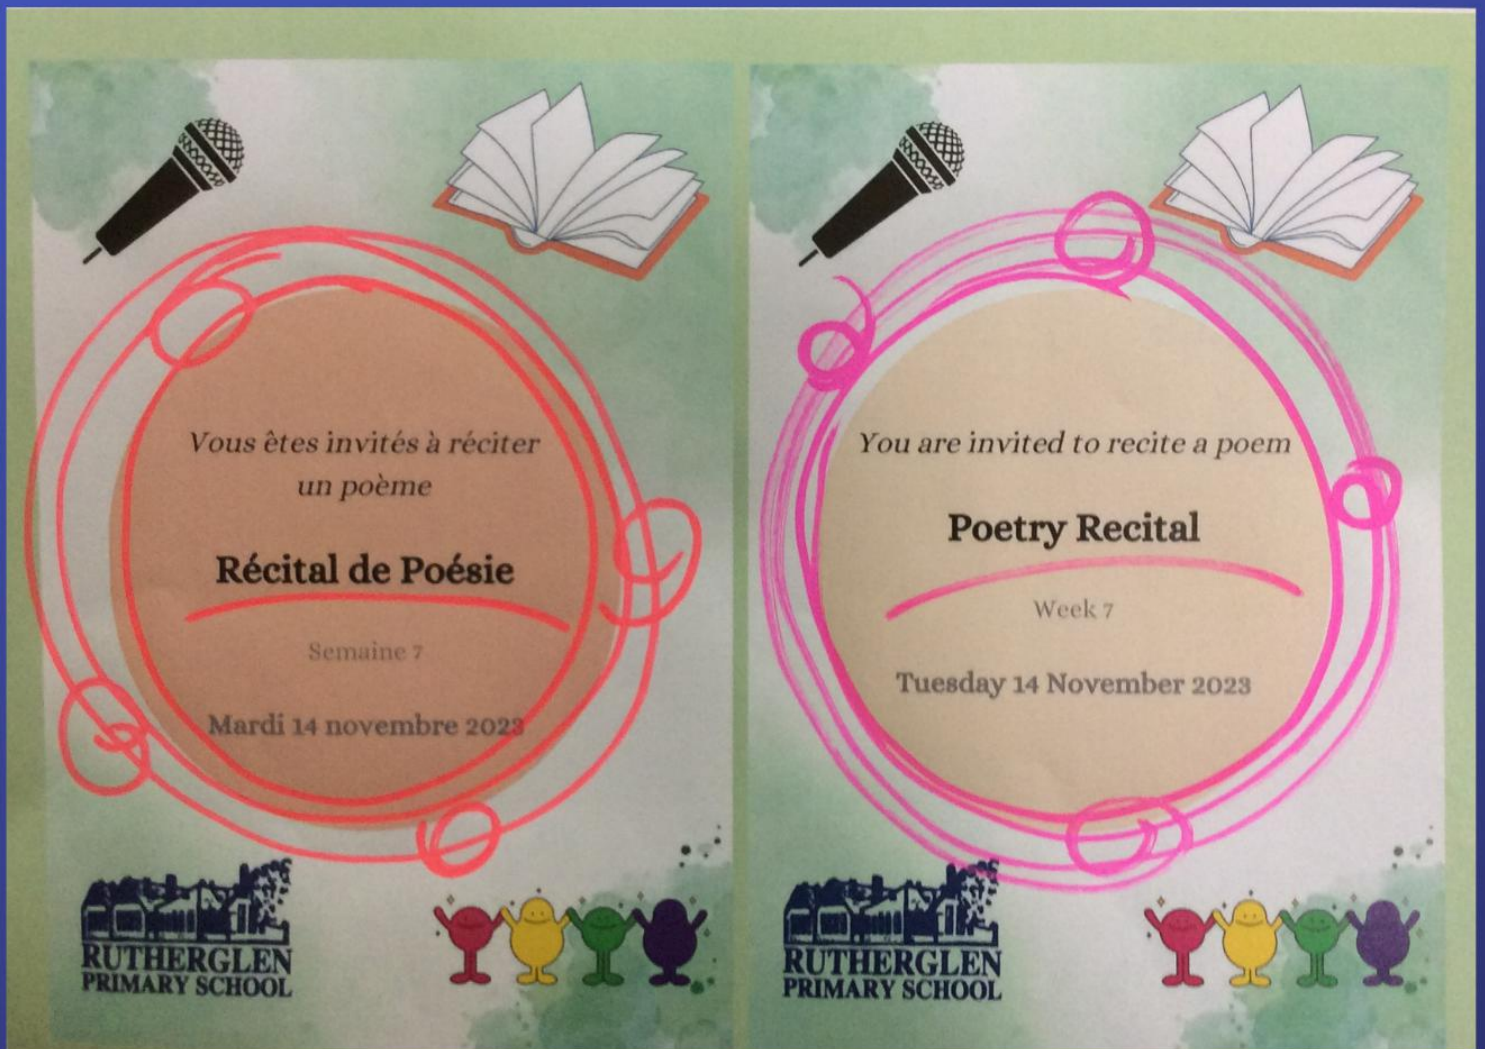 Vous êtes invités à réciter
un poème
Récital de Poésie
Semaine 7
Mardi 14 novembre 2023
RUTHERGLEN
PRIMARY SCHOOL
You are invited to recite a poem
Poetry Recital
Week 7
Tuesday 14 November 2023
RUTHERGLEN
PRIMARY SCHOOL